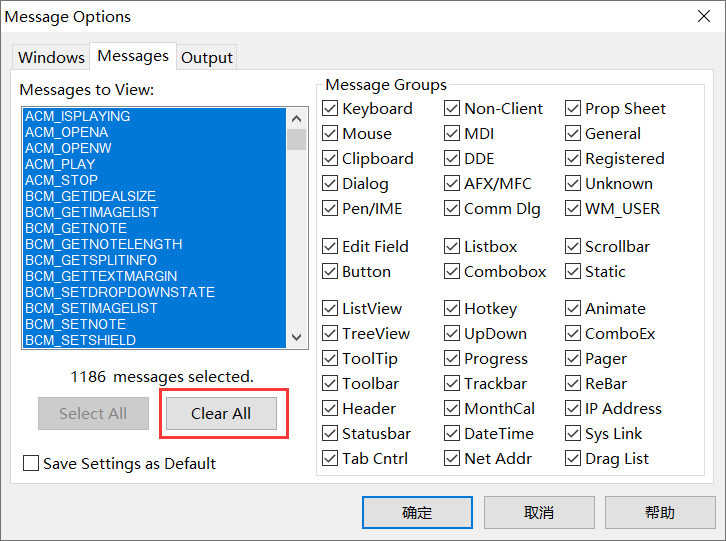 Message Options
Windows Messages Output
Messages to View:
ACM_ISPLAYING
ACM_OPENA
ACM_OPENW
ACM_PLAY
ACM_STOP
BCM_GETIDEALSIZE
BCM_GETIMAGELIST
BCM_GETNOTE
BCM_GETNOTELENGTH
BCM_GETSPLITINFO
BCM_GETTEXTMARGIN
BCM_SETDROPDOWNSTATE
BCM_SETIMAGELIST
BCM_SETNOTE
BCM_SETSHIELD
1186 messages selected.
Select All Clear All
Save Settings as Default
Message Groups
Keyboard Non-Client Prop Sheet
Mouse MDI General
Clipboard DDE Registered
Dialog AFX/MFC Unknown
Pen/IME Comm Dlg WM_USER
Edit Field Listbox Scrollbar
Button Combobox Static
ListView Hotkey Animate
TreeView UpDown ComboEx
ToolTip Progress Pager
Toolbar Trackbar ReBar
Header MonthCal IP Address
Statusbar DateTime Sys Link
Tab Cntrl Net Addr Drag List
确定 取消 帮助